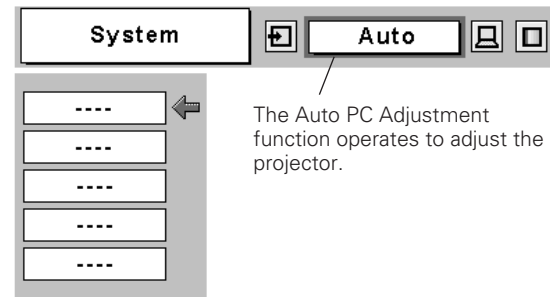 System Auto
----
----
----
----
----
The Auto PC Adjustment
function operates to adjust the
projector.